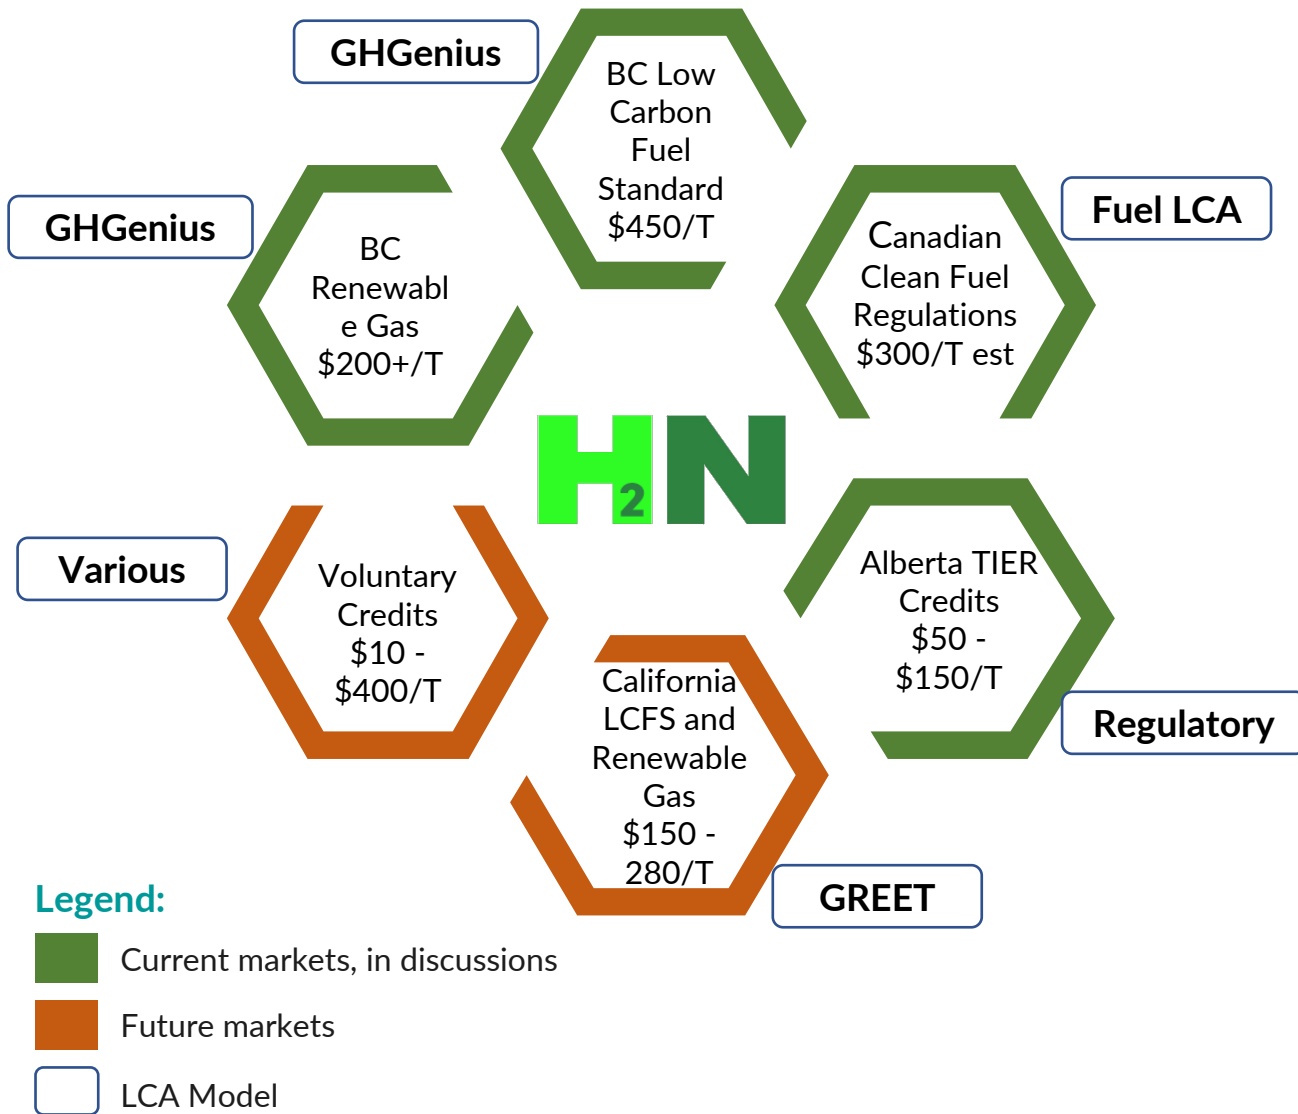 GHGenius
BC Low
Carbon
Fuel
Standard
$450/T
GHGenius
BC
Renewabl
e Gas
$200+/T
Canadian
Clean Fuel
Regulations
$300/T est
Fuel LCA
H2N
Various
Voluntary
Credits
$10 -
$400/T
Alberta TIER
Credits
$50 -
$150/T
Regulatory
California
LCFS and
Renewable
Gas
$150 -
280/T
GREET
Legend:
Current markets, in discussions
Future markets
LCA Model